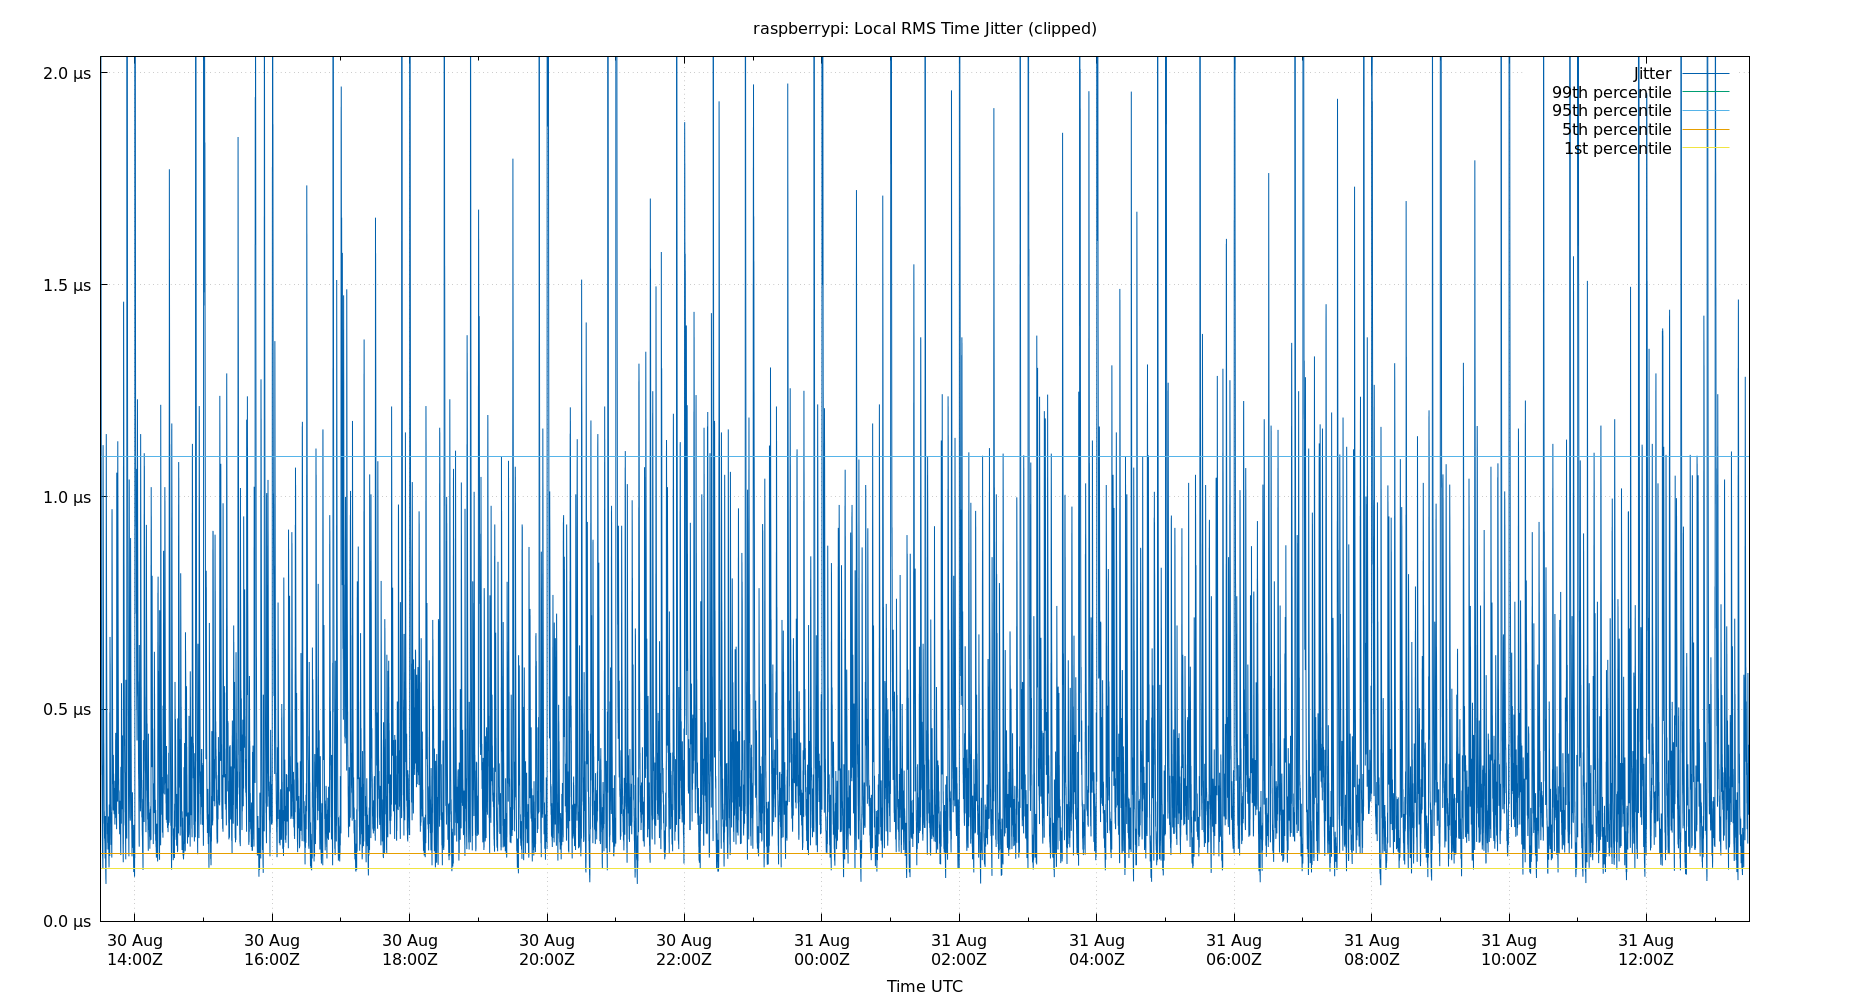 raspberrypi: Local RMS Time Jitter (clipped)
2.0 µs
1.5 µs
1.0 µs
0.5 µs
0.0 µs
Jitter
99th percentile
95th percentile
5th percentile
1st percentile
30 Aug 30 Aug 30 Aug 30 Aug 30 Aug 31 Aug 31 Aug 31 Aug 31 Aug 31 Aug 31 Aug 31 Aug
14:00Z 16:00Z 18:00Z 20:00Z 22:00Z 00:00Z 02:00Z 04:00Z 06:00Z 08:00Z 10:00Z 12:00Z
Time UTC